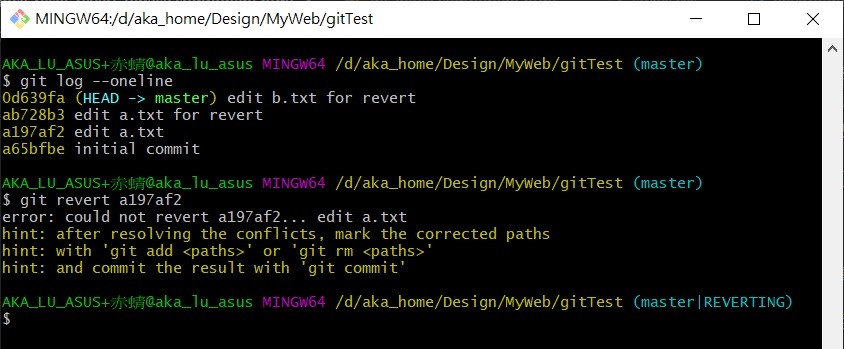 MINGW64:/d/aka_home/Design/MyWeb/gitTest
AKA_LU_ASUS+赤蜻@aka_lu_asus MINGW64 /d/aka_home/Design/MyWeb/gitTest (master)
$ git log --oneline
0d639fa (HEAD -> master) edit b.txt for revert
ab728b3 edit a.txt for revert
a197af2 edit a.txt
a65bfbe initial commit
AKA_LU_ASUS+赤蜻@aka_lu_asus MINGW64 /d/aka_home/Design/MyWeb/gitTest (master)
$ git revert a197af2
error: could not revert a197af2... edit a.txt
hint: after resolving the conflicts, mark the corrected paths
hint: with 'git add <paths>' or 'git rm <paths>'
hint: and commit the result with 'git commit'
AKA_LU_ASUS+赤蜻@aka_lu_asus MINGW64 /d/aka_home/Design/MyWeb/gitTest (master|REVERTING)
$